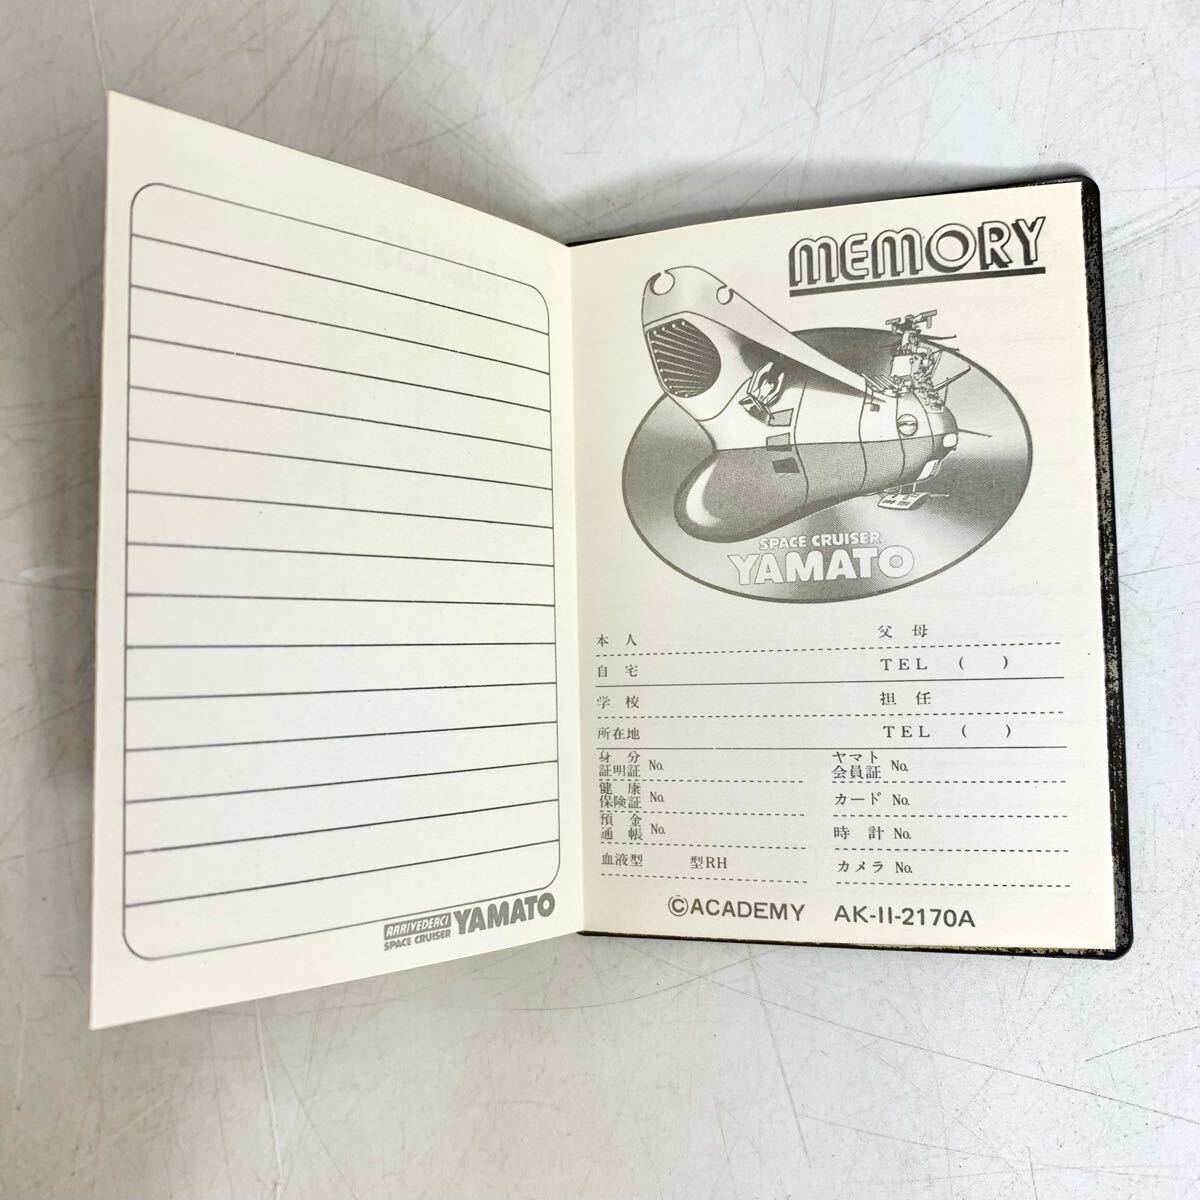 ARRIVEDERCI
SPACE CRUISER YAMATO
MEMORY
SPACE CRUISER
YAMATO
本人 父母
自宅 TEL ( )
学校 担任
所在地 TEL ( )
身分証明証 No. ヤマト会員証 No.
健康保険証 No. カード No.
預金通帳 No. 時計 No.
血液型 型RH カメラ No.
©ACADEMY AK-II-2170A